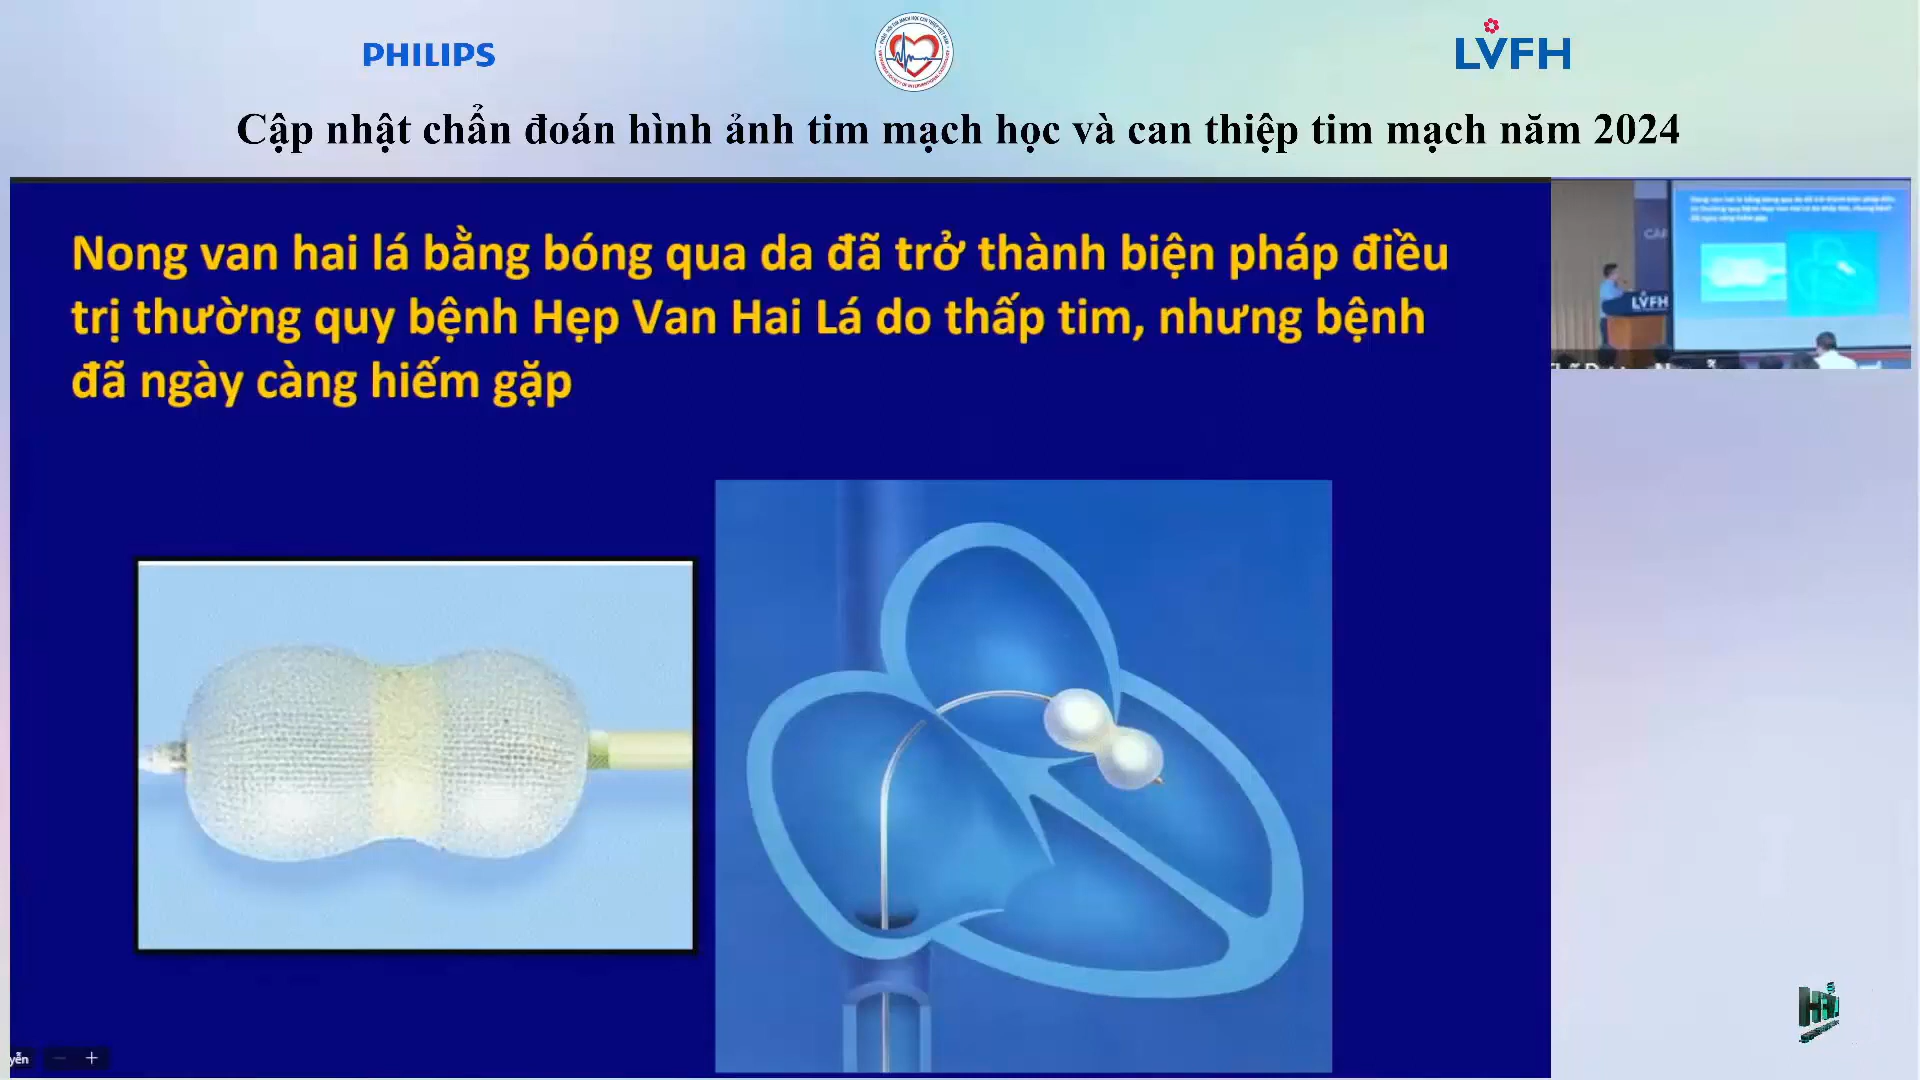 PHILIPS
LVFH
Cập nhật chẩn đoán hình ảnh tim mạch học và can thiệp tim mạch năm 2024
Nong van hai lá bằng bóng qua da đã trở thành biện pháp điều
trị thường quy bệnh Hẹp Van Hai Lá do thấp tim, nhưng bệnh
đã ngày càng hiếm gặp
LVFH